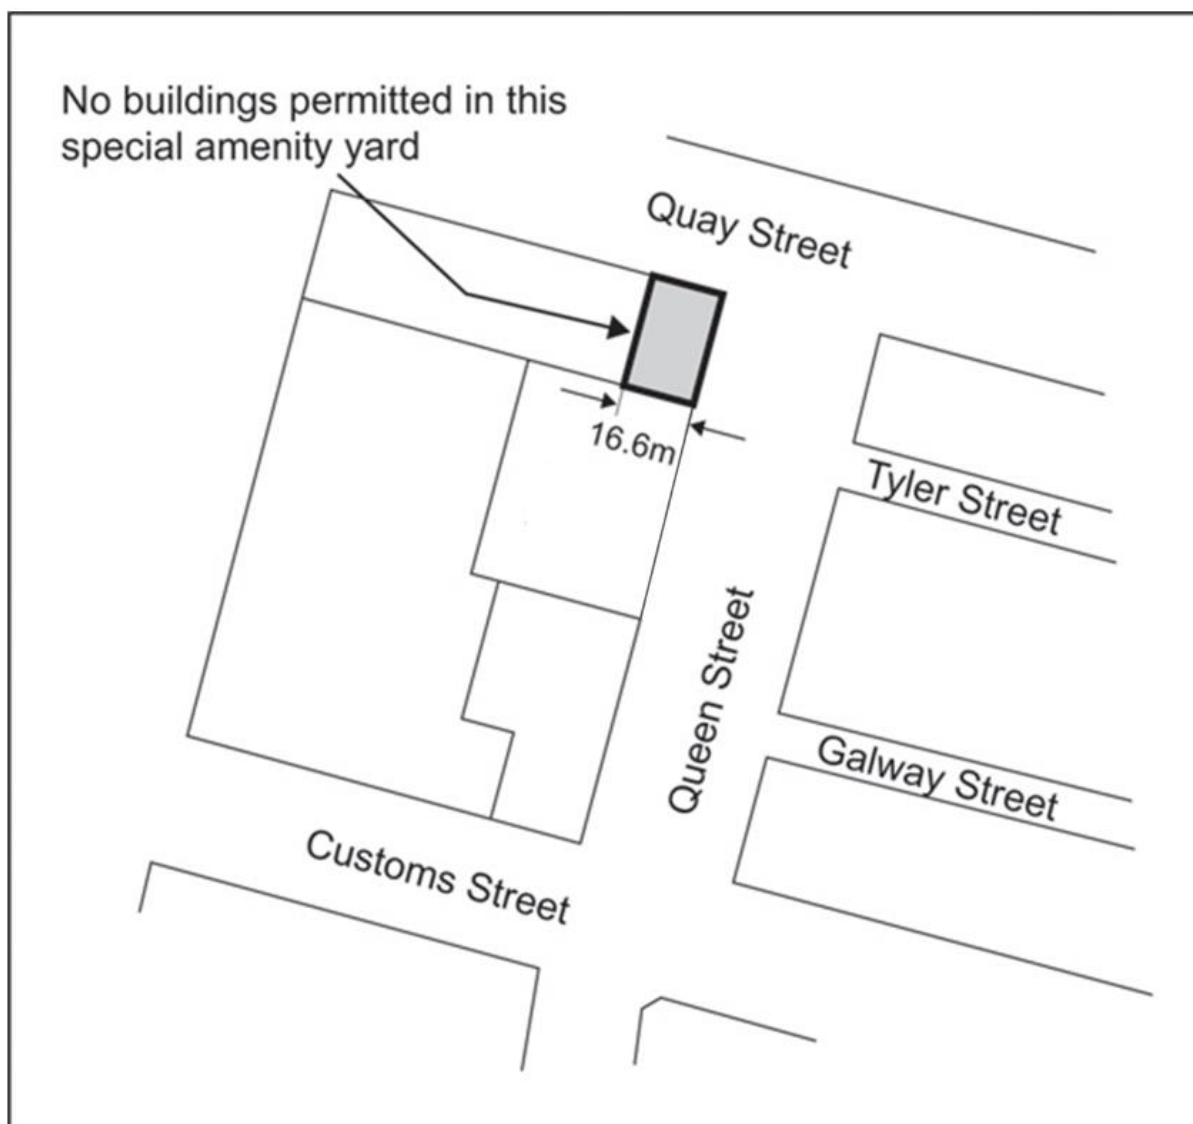 No buildings permitted in this
special amenity yard
Quay Street
16.6m
Tyler Street
Queen Street
Galway Street
Customs Street